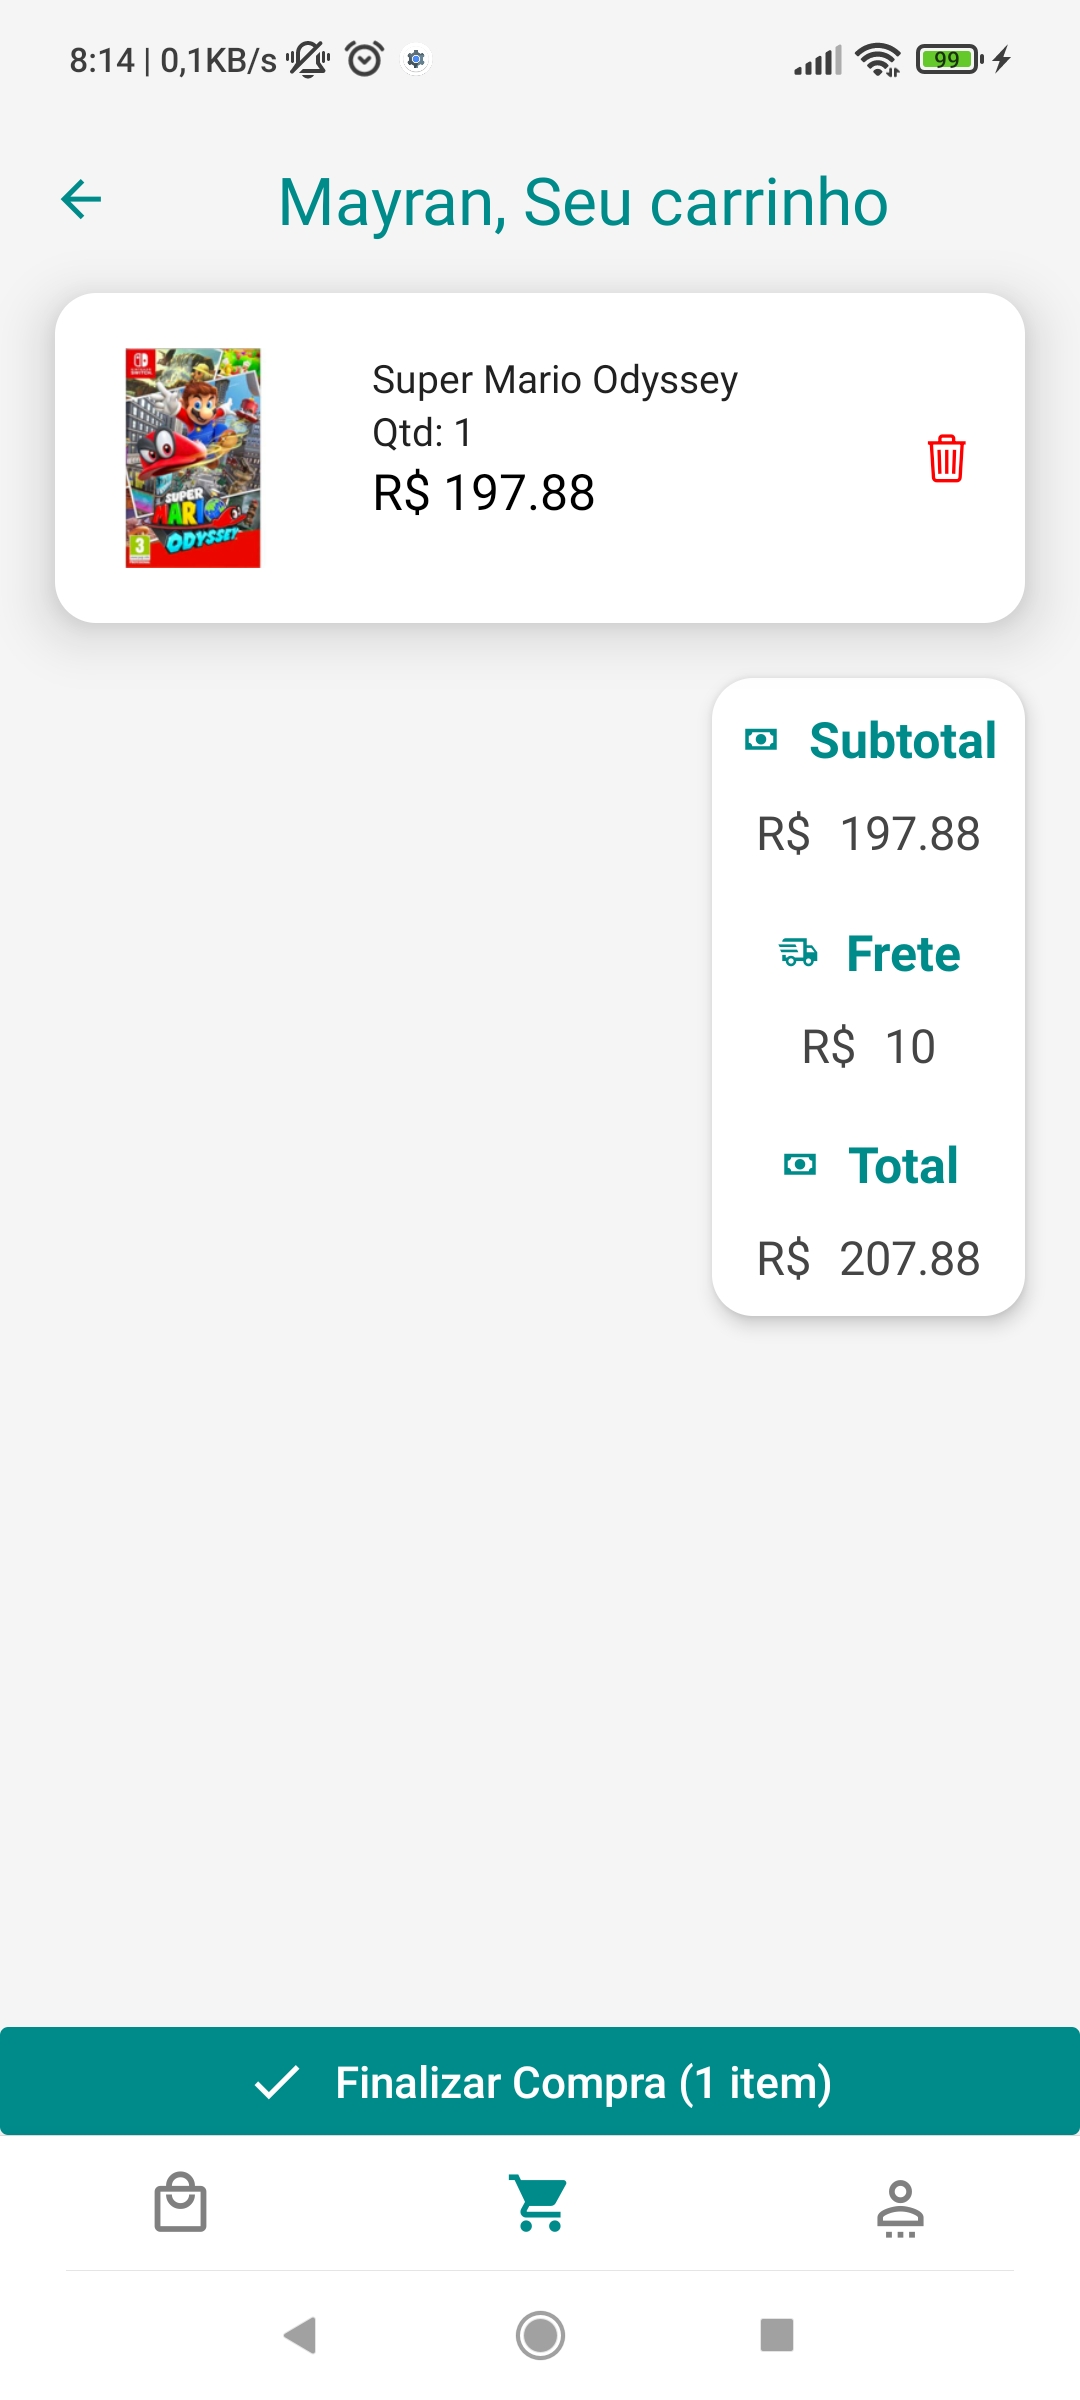 8:14 | 0,1KB/s
99
Mayran, Seu carrinho
SUPER
MARIO
ODYSSEY
3
Super Mario Odyssey
Qtd: 1
R$ 197.88
Subtotal
R$ 197.88
Frete
R$ 10
Total
R$ 207.88
Finalizar Compra (1 item)